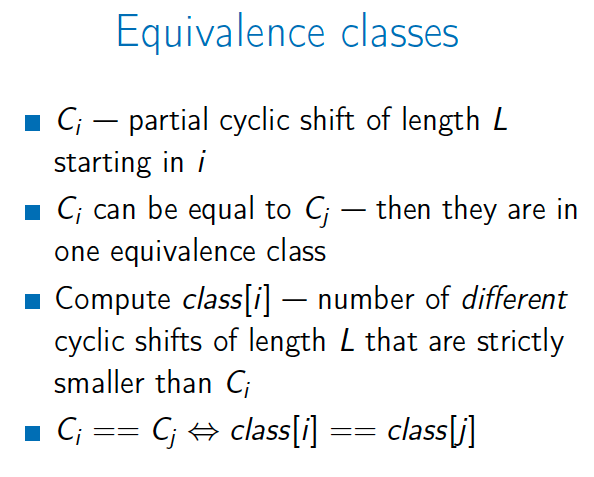 Equivalence classes
C_i — partial cyclic shift of length L
starting in i
C_i can be equal to C_j — then they are in
one equivalence class
Compute class[i] — number of different
cyclic shifts of length L that are strictly
smaller than C_i
C_i == C_j ⇔ class[i] == class[j]